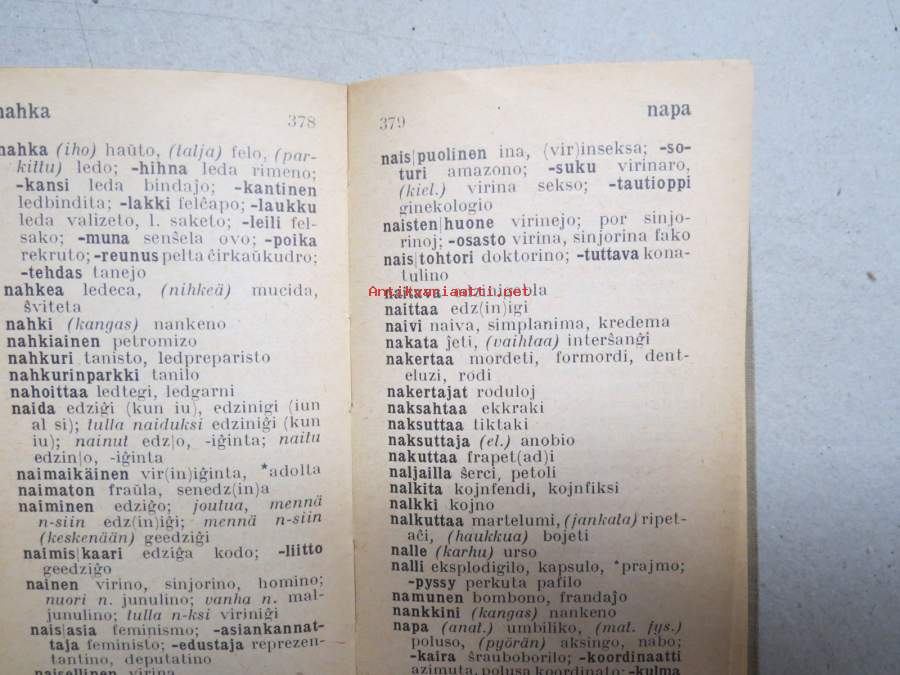 nahka
378
nahka (iho) haŭto, (talja) felo, (par-
kittu) ledo; -hihna leda rimeno;
-kansi leda bindaĵo; -kantinen
ledbindita; -lakki felĉapo; -laukku
leda valizeto, l. saketo; -leili fel-
sako; -muna senŝela ovo; -poika
rekruto; -reunus pelta ĉirkaŭkudro;
-tehdas tanejo
nahkea ledeca, (nihkeä) mucida,
ŝviteta
nahki (kangas) nankeno
nahkiainen petromizo
nahkuri tanisto, ledpreparisto
nahkurinparkki tanilo
nahoittaa ledtegi, ledgarni
naida edziĝi (kun iu), edzinigi (iun
al si); tulla naiduksi edziniĝi (kun
iu); nainut edz|o, -iĝinta; naitu
edzin|o, -iĝinta
naimaikäinen vir(in)iĝinta, *adolta
naimaton fraŭla, senedz(in)a
naiminen edziĝo; joutua, mennä
n-siin edz(in)iĝi; mennä n-siin
(keskenään) geedziĝi
naimis|kaari edziĝa kodo; -liitto
geedziĝo
nainen virino, sinjorino, homino;
nuori n. junulino; vanha n. mal-
junulino; tulla n-ksi viriniĝi
nais|asia feminismo; -asiankannat-
taja feministo; -edustaja reprezen-
tantino, deputatino
naisellinen virina
379
napa
nais|puolinen ina, (vir)inseksa; -so-
turi amazono; -suku virinaro,
(kiel.) virina sekso; -tautioppi
ginekologio
naisten|huone virinejo; por sinjo-
rinoj; -osasto virina, sinjorina fako
nais|tohtori doktorino; -tuttava kona-
tulino
Antikvariaatti.net
naittaa edz(in)igi
naivi naiva, simplanima, kredema
nakata ĵeti, (vaihtaa) interŝanĝi
nakertaa mordeti, formordi, dent-
eluzi, rodi
nakertajat roduloj
naksahtaa ekkraki
naksuttaa tiktaki
naksuttaja (el.) anobio
nakuttaa frapet(ad)i
naljailla ŝerci, petoli
nalkita kojnfendi, kojnfiksi
nalkki kojno
nalkuttaa martelumi, (jankata) ripet-
aĉi, (haukkua) bojeti
nalle (karhu) urso
nalli eksplodigilo, kapsulo, *prajmo;
-pyssy perkuta pafilo
namunen bombono, frandaĵo
nankkini (kangas) nankeno
napa (anat.) umbiliko, (mat. jys.)
poluso, (pyörän) aksingo, nabo;
-kaira ŝrauboborilo; -koordinaatti
azimuta, polusa koordinato; -kulma